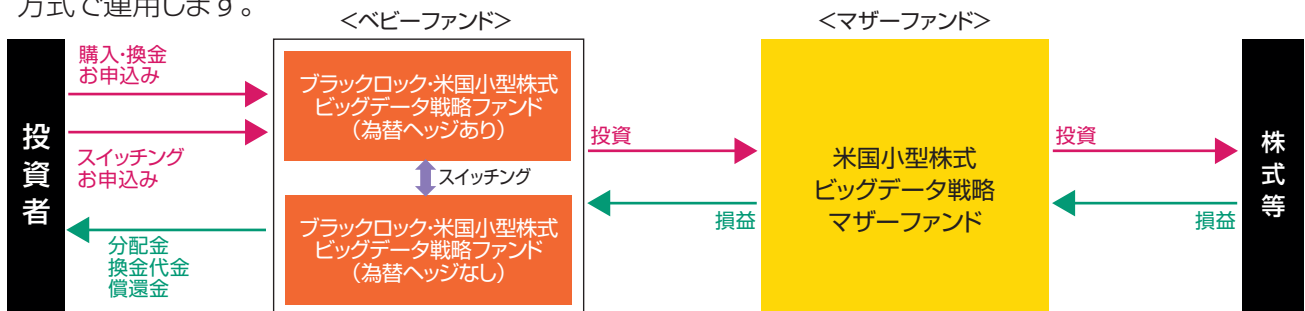 方式で運用します。
<ベビーファンド>
<マザーファンド>
投資者
購入・換金
お申込み
スイッチング
お申込み
分配金
換金代金
償還金
ブラックロック・米国小型株式
ビッグデータ戦略ファンド
(為替ヘッジあり)
スイッチング
ブラックロック・米国小型株式
ビッグデータ戦略ファンド
(為替ヘッジなし)
投資
損益
米国小型株式
ビッグデータ戦略
マザーファンド
投資
損益
株式等